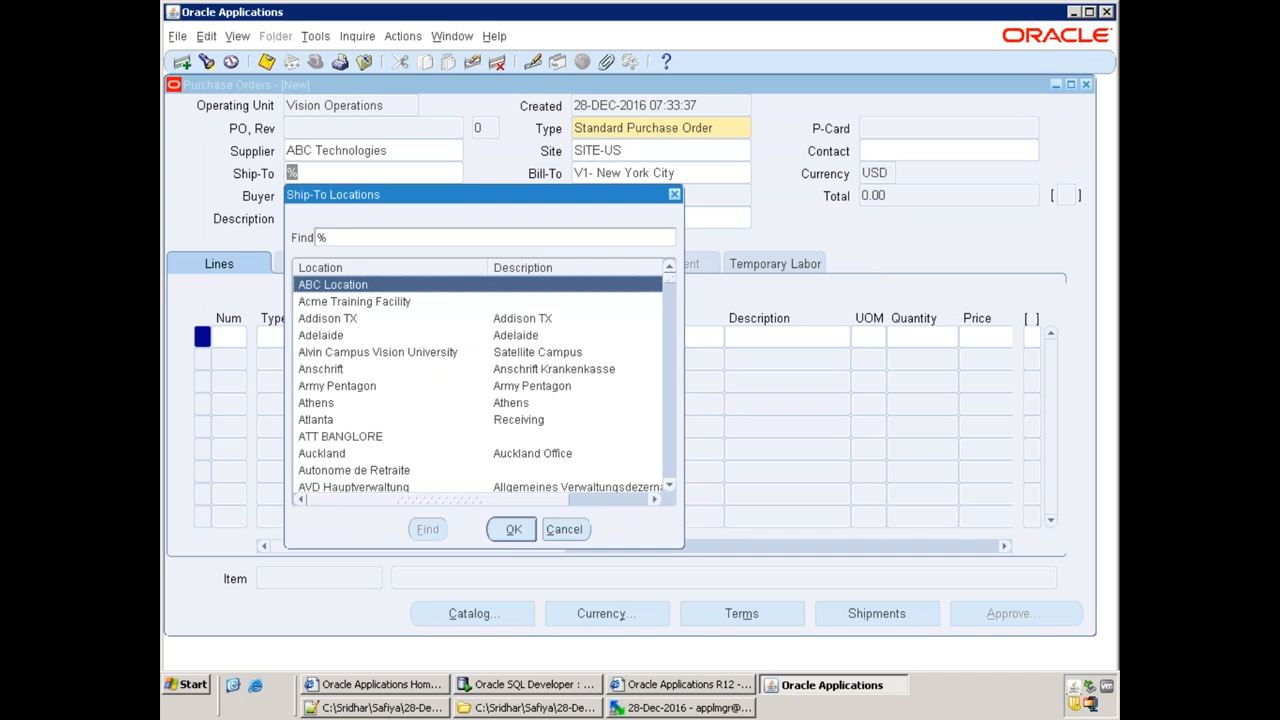 Oracle Applications
File Edit View Folder Tools Inquire Actions Window Help
ORACLE
Purchase Orders - [New]
Operating Unit Vision Operations Created 28-DEC-2016 07:33:37
PO, Rev 0 Type Standard Purchase Order P-Card
Supplier ABC Technologies Site SITE-US Contact
Ship-To % Bill-To V1- New York City Currency USD
Buyer Total 0.00 [ ]
Description
Ship-To Locations
Find %
Location Description
ABC Location
Acme Training Facility
Addison TX Addison TX
Adelaide Adelaide
Alvin Campus Vision University Satellite Campus
Anschrift Anschrift Krankenkasse
Army Pentagon Army Pentagon
Athens Athens
Atlanta Receiving
ATT BANGLORE
Auckland Auckland Office
Autonome de Retraite
AVD Hauptverwaltung Allgemeines Verwaltungsdezerna
Find OK Cancel
Lines ent Temporary Labor
Num Type Description UOM Quantity Price [ ]
Item
Catalog... Currency... Terms Shipments Approve...
Start Oracle Applications Hom... Oracle SQL Developer : ... Oracle Applications R12 -... Oracle Applications
C:\Sridhar\Safiya\28-De... C:\Sridhar\Safiya\28-De... 28-Dec-2016 - applmgr@...